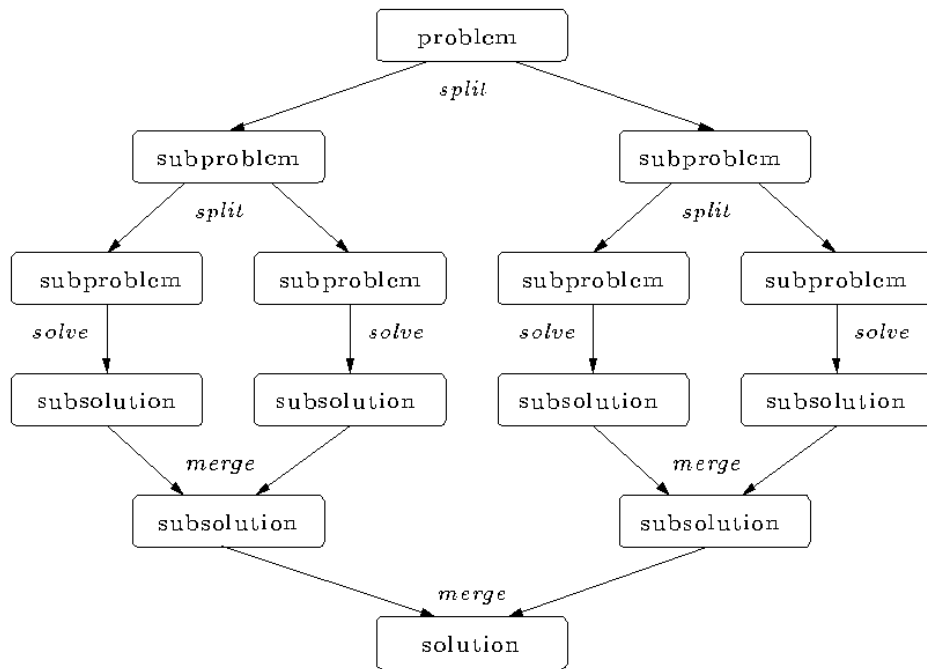 problem
split
subproblem subproblem
split split
subproblem subproblem subproblem subproblem
solve solve solve solve
subsolution subsolution subsolution subsolution
merge merge
subsolution subsolution
merge
solution